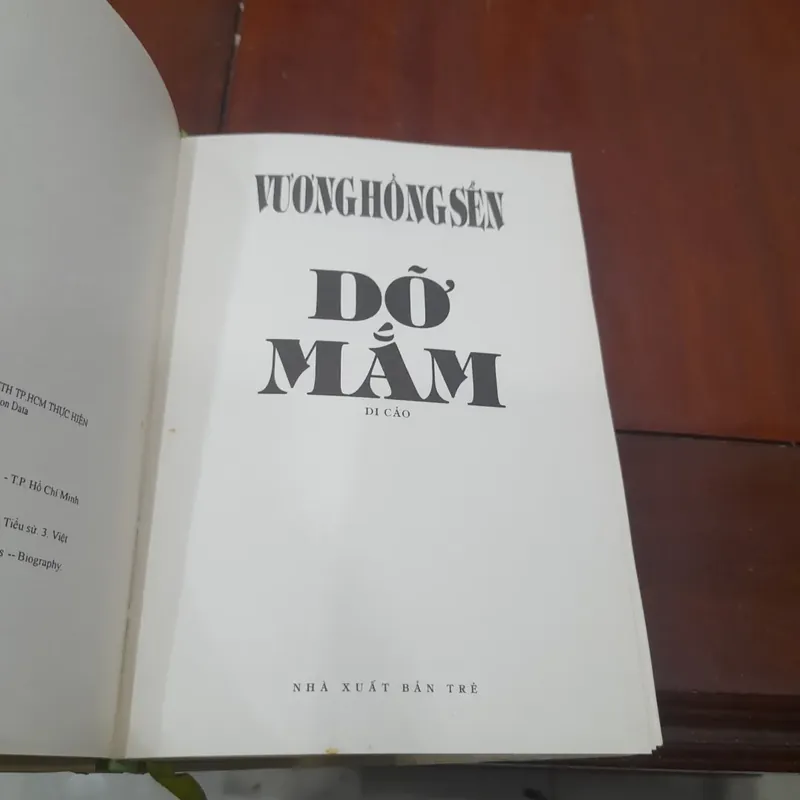 TH TP.HCM THỰC HIỆN
on Data
- T.P. Hồ Chí Minh
Tiểu sử. 3. Việt
s -- Biography.
VƯƠNG HỒNG SỂN
DỠ
MẮM
DI CẢO
NHÀ XUẤT BẢN TRẺ